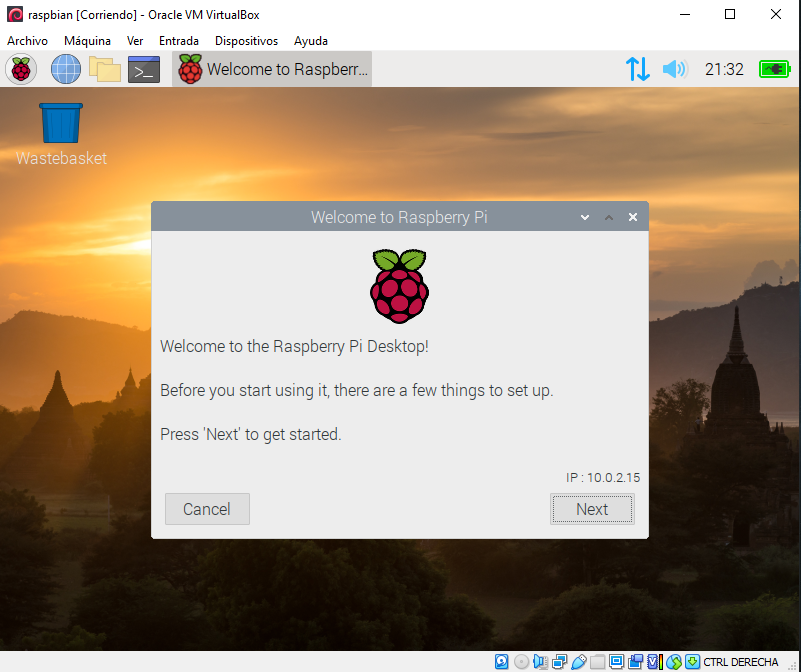 raspbian [Corriendo] - Oracle VM VirtualBox
Archivo Máquina Ver Entrada Dispositivos Ayuda
Welcome to Raspberr... 21:32
Wastebasket
Welcome to Raspberry Pi
Welcome to the Raspberry Pi Desktop!
Before you start using it, there are a few things to set up.
Press 'Next' to get started.
IP : 10.0.2.15
Cancel Next
CTRL DERECHA